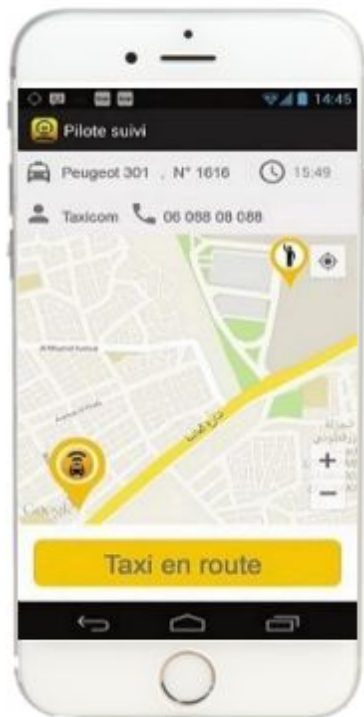 14:45
Pilote suivi
Peugeot 301 , N° 1616 15:49
Taxicom 06 088 08 088
Google
+
−
Taxi en route